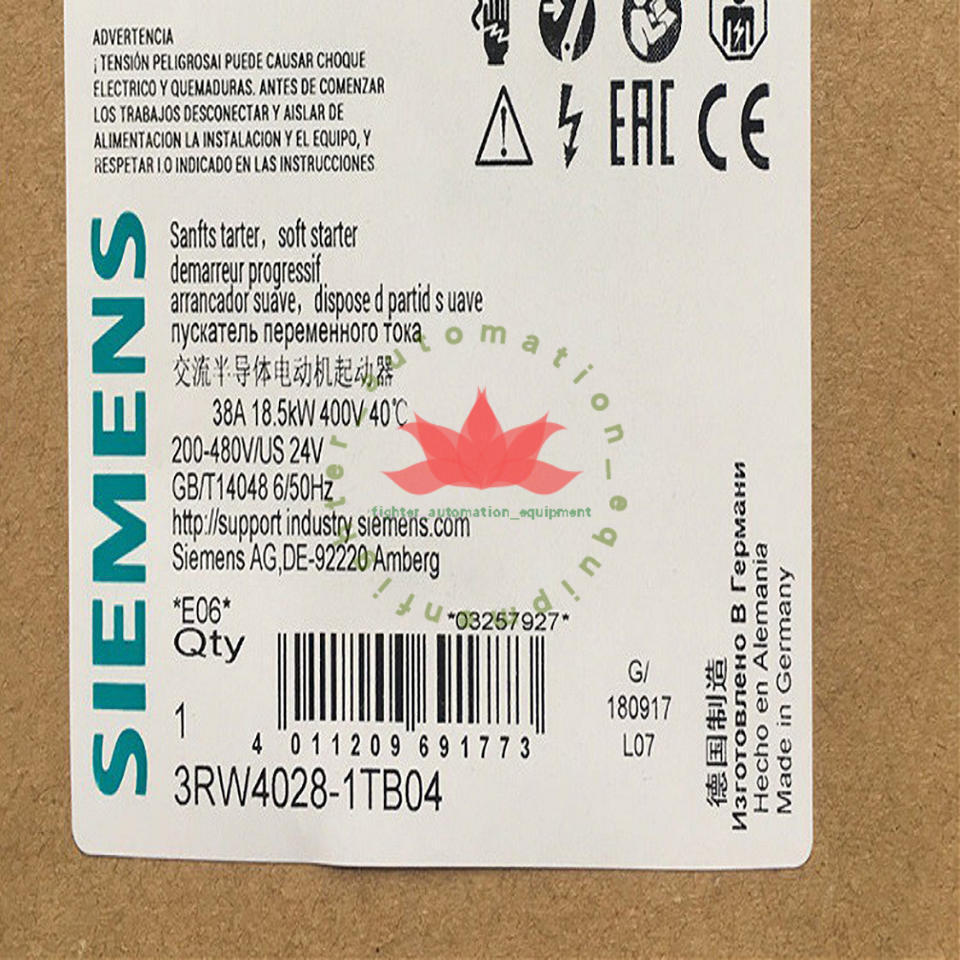 ADVERTENCIA
¡ TENSIÓN PELIGROSAI PUEDE CAUSAR CHOQUE
ELECTRICO Y QUEMADURAS. ANTES DE COMENZAR
LOS TRABAJOS DESCONECTAR Y AISLAR DE
ALIMENTACION LA INSTALACION Y EL EQUIPO, Y
RESPETAR I.O INDICADO EN LAS INSTRUCCIONES
EAC CE
SIEMENS
Sanfts tarter, soft starter
demarreur progressif
arrancador suave, dispose d partid s uave
пускатель переменного тока
交流半导体电动机起动器
38A 18.5kW 400V 40℃
200-480V/US 24V
GB/T14048 6/50Hz
http://support industry siemens.com
Siemens AG,DE-92220 Amberg
*E06*
*03257927*
Qty
1
4 011209 691773
3RW4028-1TB04
G/
180917
L07
德国制造
Изготовлено В Германи
Hecho en Alemania
Made in Germany
fighter_automation_equipment
fighter_automation_equipment